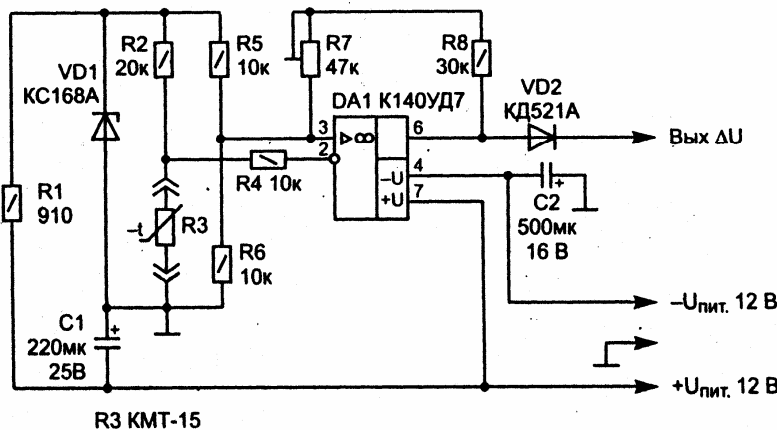 R2
20к
R5
10к
R7
47к
R8
30к
VD1
КС168А
DA1 К140УД7
VD2
КД521А
3
2
▷∞
6
Вых ΔU
R4 10к
–U
4
+U
7
R1
910
–t
R3
C2
500мк
16 В
R6
10к
C1
220мк
25В
+
+
–Uпит. 12 В
+Uпит. 12 В
R3 КМТ-15